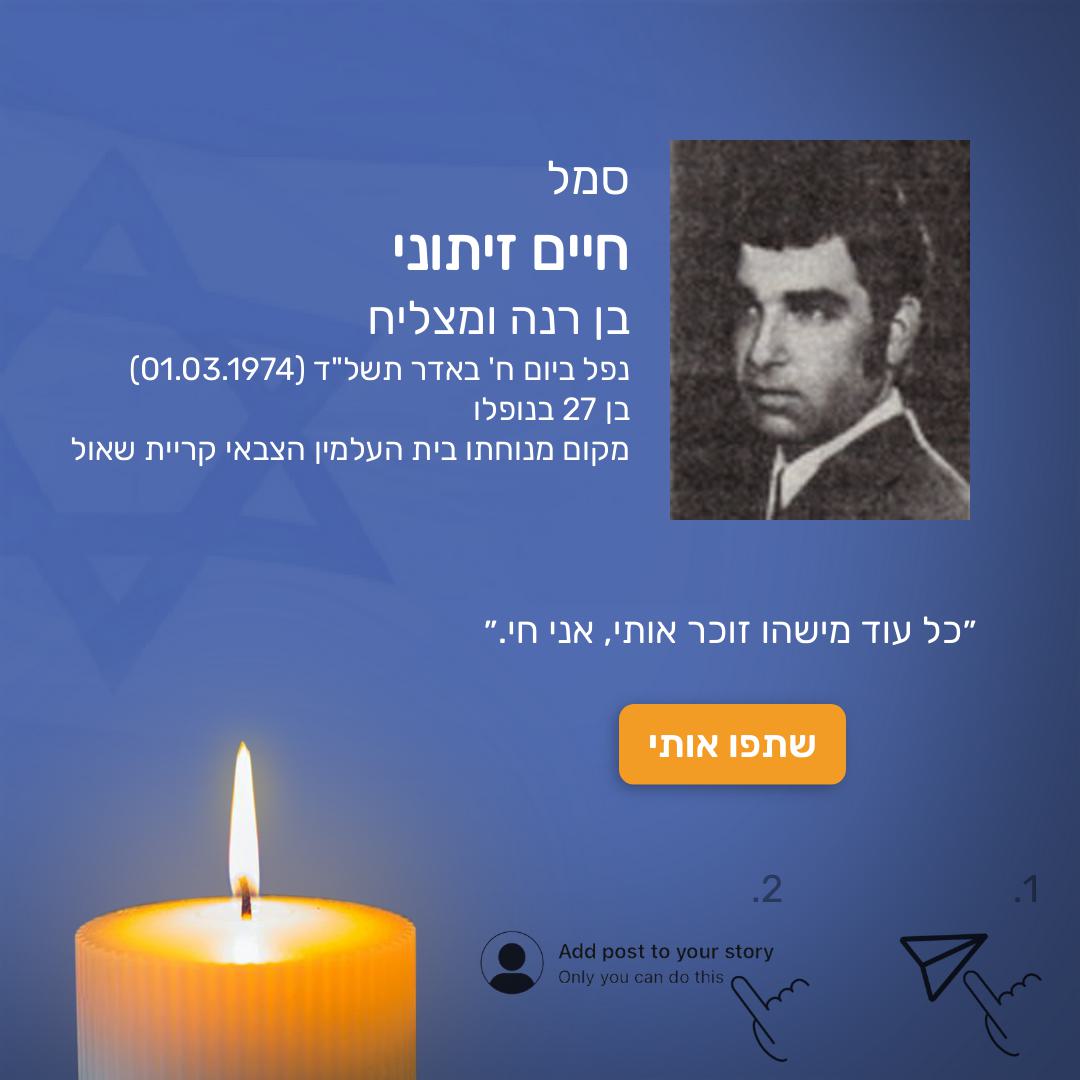 סמל
חיים זיתוני
בן רנה ומצליח
נפל ביום ח' באדר תשל"ד (01.03.1974)
בן 27 בנופלו
מקום מנוחתו בית העלמין הצבאי קריית שאול
״כל עוד מישהו זוכר אותי, אני חי.״
שתפו אותי
1.
2.
Add post to your story
Only you can do this